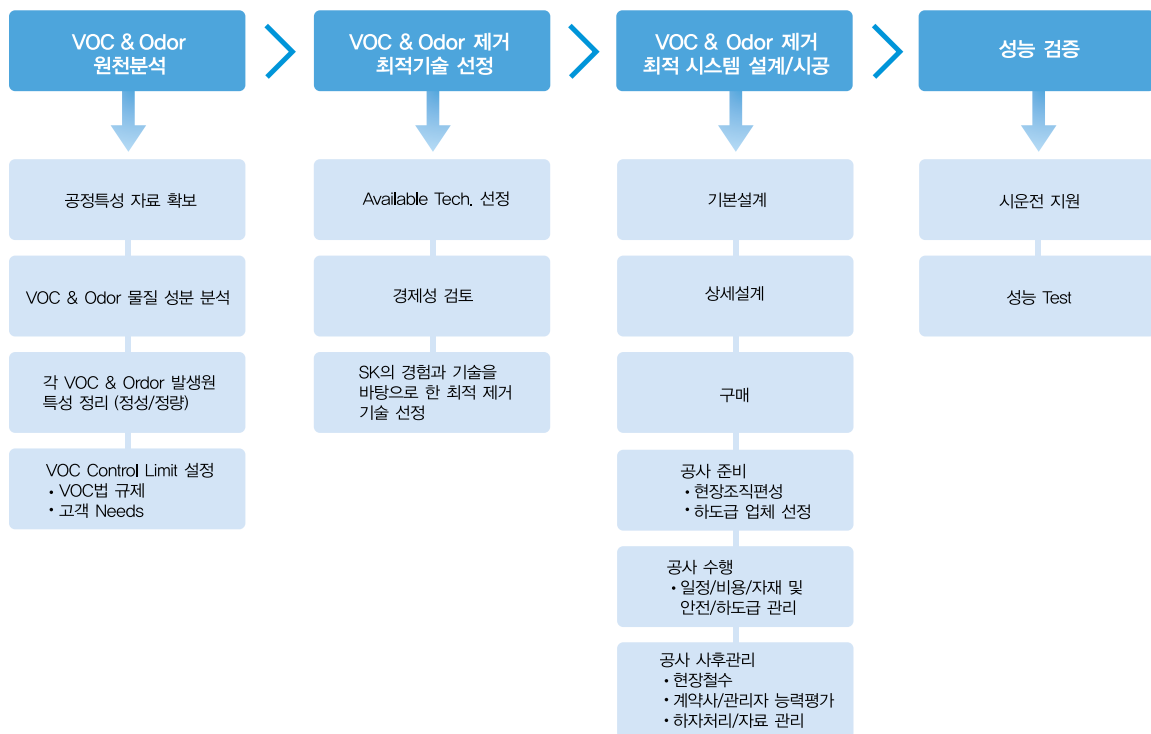 VOC & Odor
원천분석
VOC & Odor 제거
최적기술 선정
VOC & Odor 제거
최적 시스템 설계/시공
성능 검증
공정특성 자료 확보
VOC & Odor 물질 성분 분석
각 VOC & Ordor 발생원
특성 정리 (정성/정량)
VOC Control Limit 설정
• VOC법 규제
• 고객 Needs
Available Tech. 선정
경제성 검토
SK의 경험과 기술을
바탕으로 한 최적 제거
기술 선정
기본설계
상세설계
구매
공사 준비
• 현장조직편성
• 하도급 업체 선정
공사 수행
• 일정/비용/자재 및
안전/하도급 관리
공사 사후관리
• 현장철수
• 계약사/관리자 능력평가
• 하자처리/자료 관리
시운전 지원
성능 Test